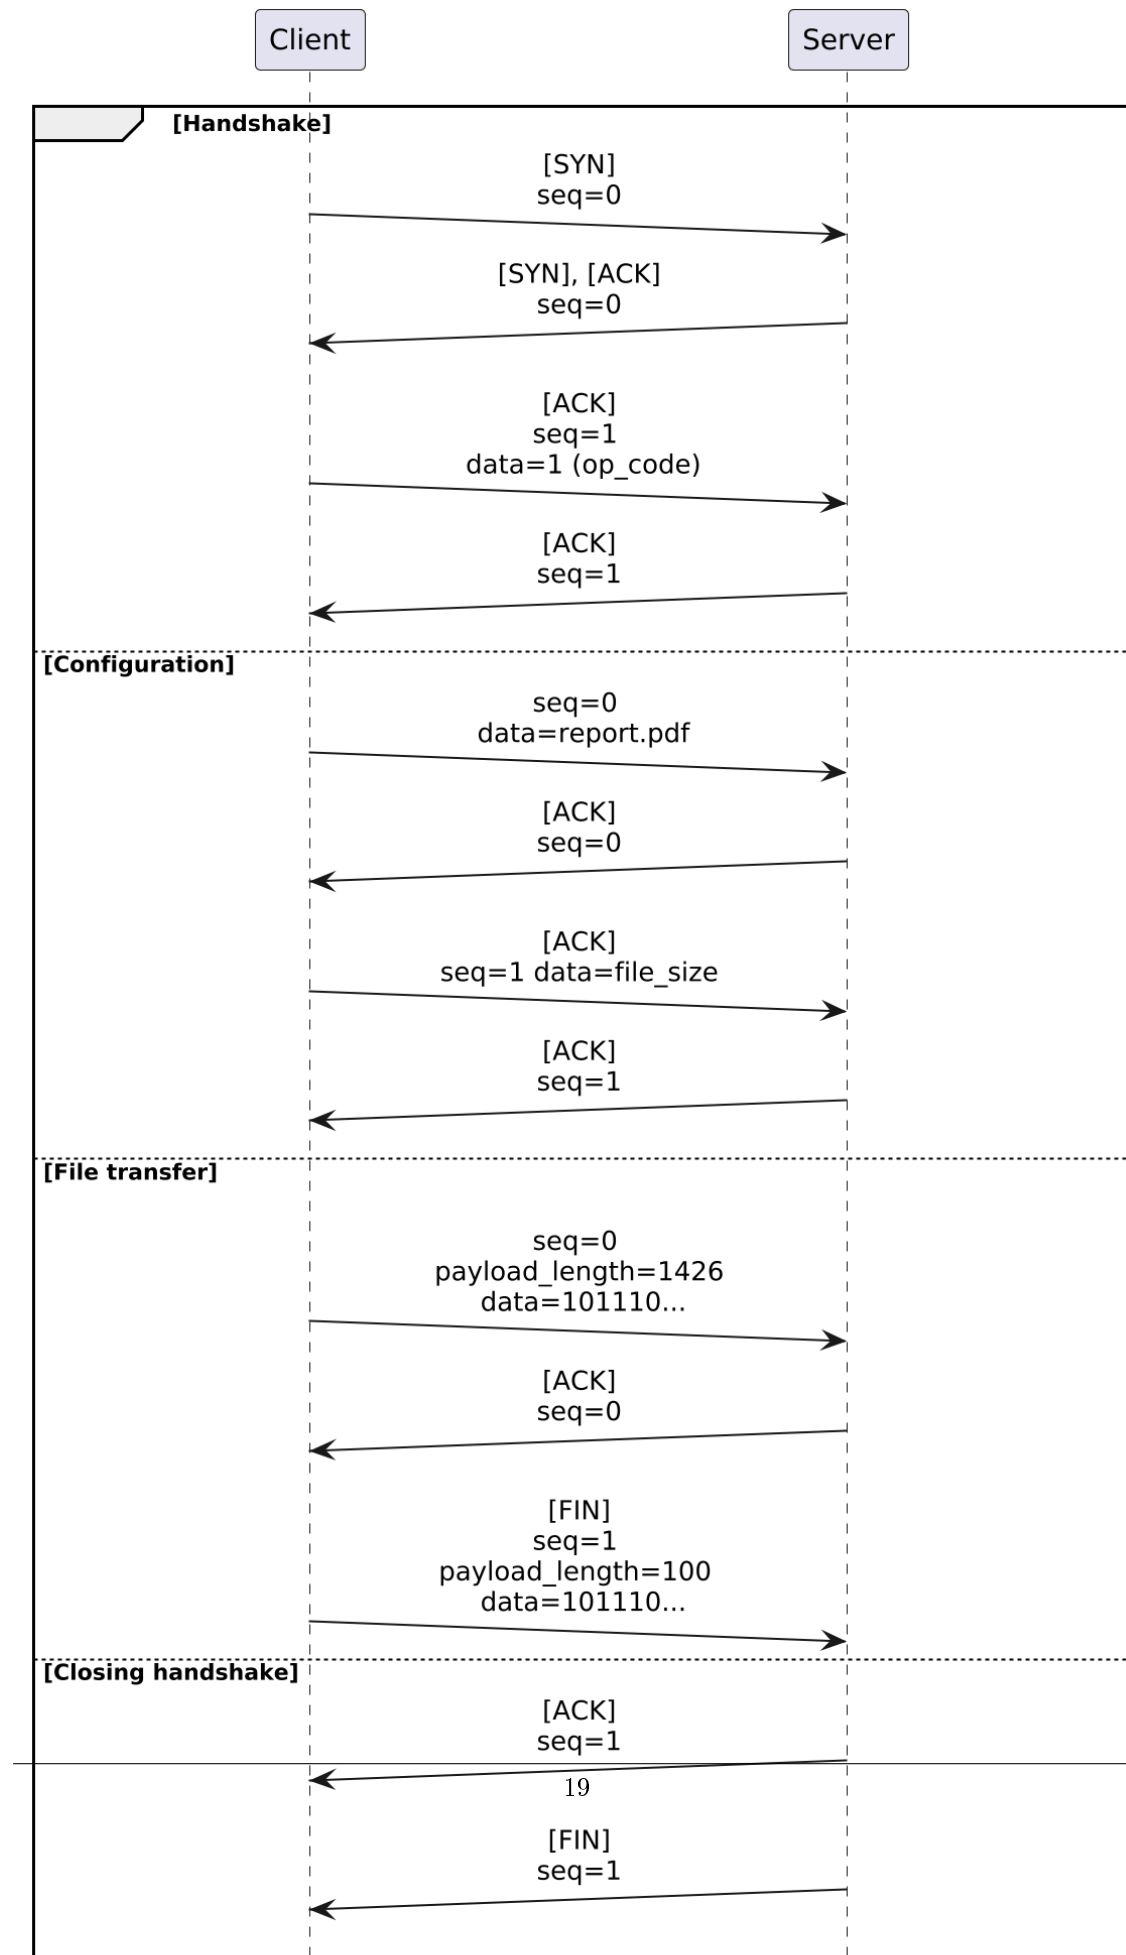 Client Server
[Handshake]
[SYN]
seq=0
[SYN], [ACK]
seq=0
[ACK]
seq=1
data=1 (op_code)
[ACK]
seq=1
[Configuration]
seq=0
data=report.pdf
[ACK]
seq=0
[ACK]
seq=1 data=file_size
[ACK]
seq=1
[File transfer]
seq=0
payload_length=1426
data=101110...
[ACK]
seq=0
[FIN]
seq=1
payload_length=100
data=101110...
[Closing handshake]
[ACK]
seq=1
19
[FIN]
seq=1